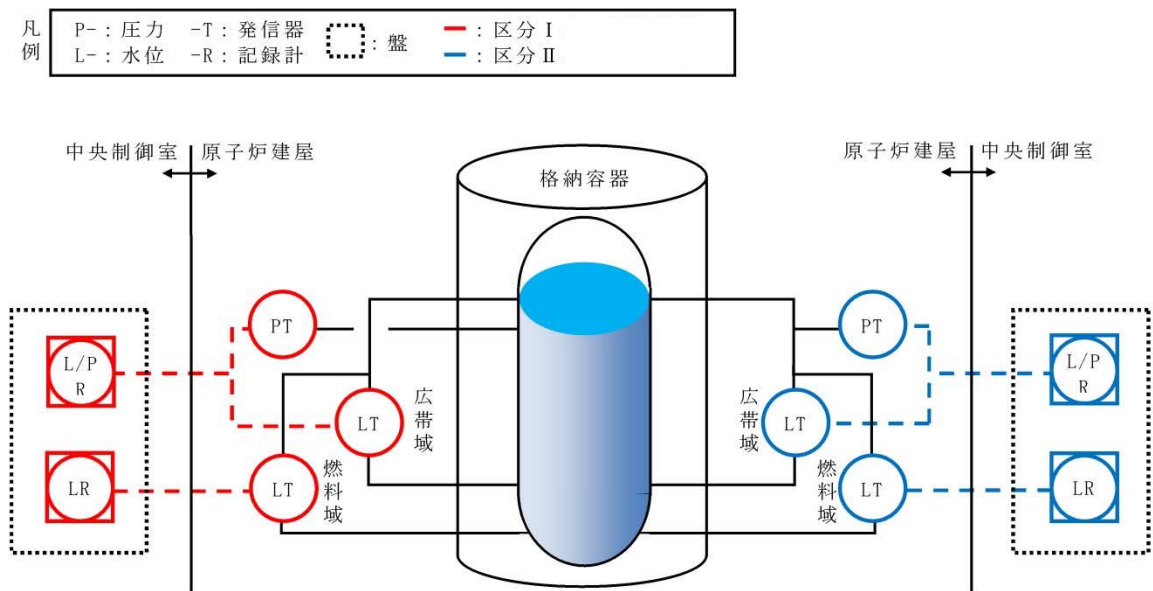 凡例
P-：圧力 -T：発信器 ：盤 ：区分Ⅰ
L-：水位 -R：記録計 ：区分Ⅱ
中央制御室 原子炉建屋
格納容器
原子炉建屋 中央制御室
PT
PT
L/P
R
L/P
R
LT
広帯域
広帯域
LT
LR
LT
燃料域
燃料域
LT
LR